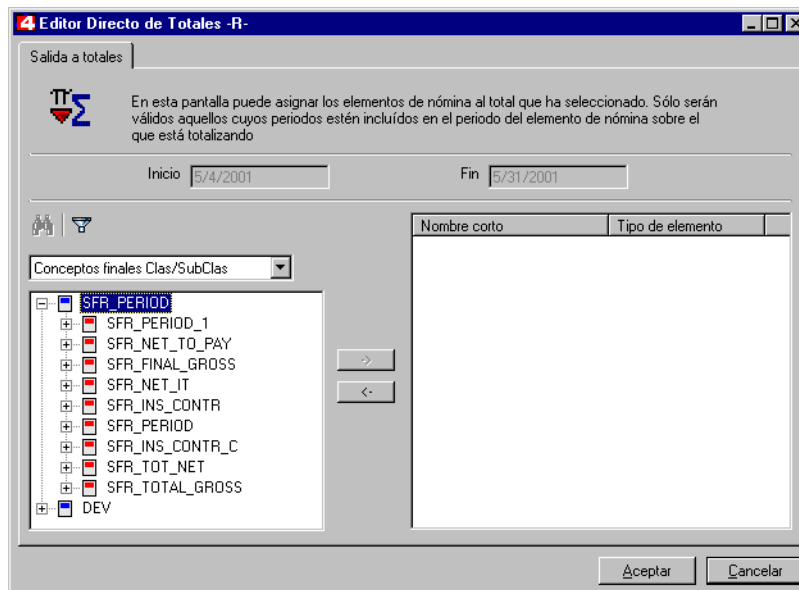 4 Editor Directo de Totales -R-
Salida a totales
En esta pantalla puede asignar los elementos de nómina al total que ha seleccionado. Sólo serán
válidos aquellos cuyos periodos estén incluídos en el periodo del elemento de nómina sobre el
que está totalizando
Inicio 5/4/2001 Fin 5/31/2001
Conceptos finales Clas/SubClas
Nombre corto Tipo de elemento
SFR_PERIOD
SFR_PERIOD_1
SFR_NET_TO_PAY
SFR_FINAL_GROSS
SFR_NET_IT
SFR_INS_CONTR
SFR_PERIOD
SFR_INS_CONTR_C
SFR_TOT_NET
SFR_TOTAL_GROSS
DEV
->
<-
Aceptar Cancelar